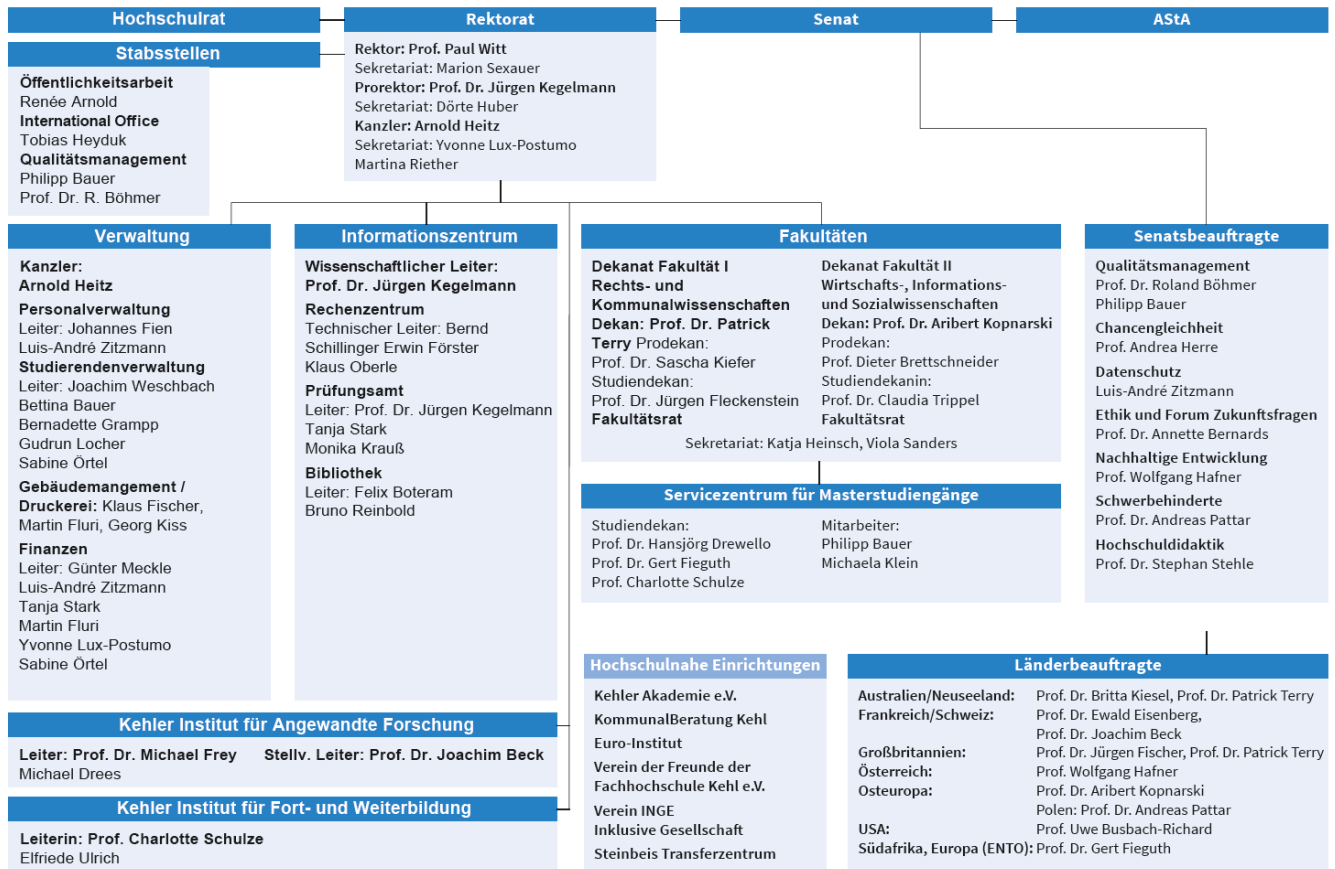 Hochschulrat
Rektorat
Senat
AStA
Stabsstellen
Öffentlichkeitsarbeit
Renée Arnold
International Office
Tobias Heyduk
Qualitätsmanagement
Philipp Bauer
Prof. Dr. R. Böhmer
Rektor: Prof. Paul Witt
Sekretariat: Marion Sexauer
Prorektor: Prof. Dr. Jürgen Kegelmann
Sekretariat: Dörte Huber
Kanzler: Arnold Heitz
Sekretariat: Yvonne Lux-Postumo
Martina Riether
Verwaltung
Kanzler:
Arnold Heitz
Personalverwaltung
Leiter: Johannes Fien
Luis-André Zitzmann
Studierendenverwaltung
Leiter: Joachim Weschbach
Bettina Bauer
Bernadette Grampp
Gudrun Locher
Sabine Örtel
Gebäudemangement /
Druckerei: Klaus Fischer,
Martin Fluri, Georg Kiss
Finanzen
Leiter: Günter Meckle
Luis-André Zitzmann
Tanja Stark
Martin Fluri
Yvonne Lux-Postumo
Sabine Örtel
Informationszentrum
Wissenschaftlicher Leiter:
Prof. Dr. Jürgen Kegelmann
Rechenzentrum
Technischer Leiter: Bernd
Schillinger Erwin Förster
Klaus Oberle
Prüfungsamt
Leiter: Prof. Dr. Jürgen Kegelmann
Tanja Stark
Monika Krauß
Bibliothek
Leiter: Felix Boteram
Bruno Reinbold
Fakultäten
Dekanat Fakultät I
Rechts- und
Kommunalwissenschaften
Dekan: Prof. Dr. Patrick
Terry Prodekan:
Prof. Dr. Sascha Kiefer
Studiendekan:
Prof. Dr. Jürgen Fleckenstein
Fakultätsrat
Dekanat Fakultät II
Wirtschafts-, Informations-
und Sozialwissenschaften
Dekan: Prof. Dr. Aribert Kopnarski
Prodekan:
Prof. Dieter Brettschneider
Studiendekanin:
Prof. Dr. Claudia Trippel
Fakultätsrat
Sekretariat: Katja Heinsch, Viola Sanders
Servicezentrum für Masterstudiengänge
Studiendekan:
Prof. Dr. Hansjörg Drewello
Prof. Dr. Gert Fieguth
Prof. Charlotte Schulze
Mitarbeiter:
Philipp Bauer
Michaela Klein
Senatsbeauftragte
Qualitätsmanagement
Prof. Dr. Roland Böhmer
Philipp Bauer
Chancengleichheit
Prof. Andrea Herre
Datenschutz
Luis-André Zitzmann
Ethik und Forum Zukunftsfragen
Prof. Dr. Annette Bernards
Nachhaltige Entwicklung
Prof. Wolfgang Hafner
Schwerbehinderte
Prof. Dr. Andreas Pattar
Hochschuldidaktik
Prof. Dr. Stephan Stehle
Kehler Institut für Angewandte Forschung
Leiter: Prof. Dr. Michael Frey Stellv. Leiter: Prof. Dr. Joachim Beck
Michael Drees
Kehler Institut für Fort- und Weiterbildung
Leiterin: Prof. Charlotte Schulze
Elfriede Ulrich
Hochschulnahe Einrichtungen
Kehler Akademie e.V.
KommunalBeratung Kehl
Euro-Institut
Verein der Freunde der
Fachhochschule Kehl e.V.
Verein INGE
Inklusive Gesellschaft
Steinbeis Transferzentrum
Länderbeauftragte
Australien/Neuseeland: Prof. Dr. Britta Kiesel, Prof. Dr. Patrick Terry
Frankreich/Schweiz: Prof. Dr. Ewald Eisenberg,
Prof. Dr. Joachim Beck
Großbritannien: Prof. Dr. Jürgen Fischer, Prof. Dr. Patrick Terry
Österreich: Prof. Wolfgang Hafner
Osteuropa: Prof. Dr. Aribert Kopnarski
Polen: Prof. Dr. Andreas Pattar
USA: Prof. Uwe Busbach-Richard
Südafrika, Europa (ENTO): Prof. Dr. Gert Fieguth